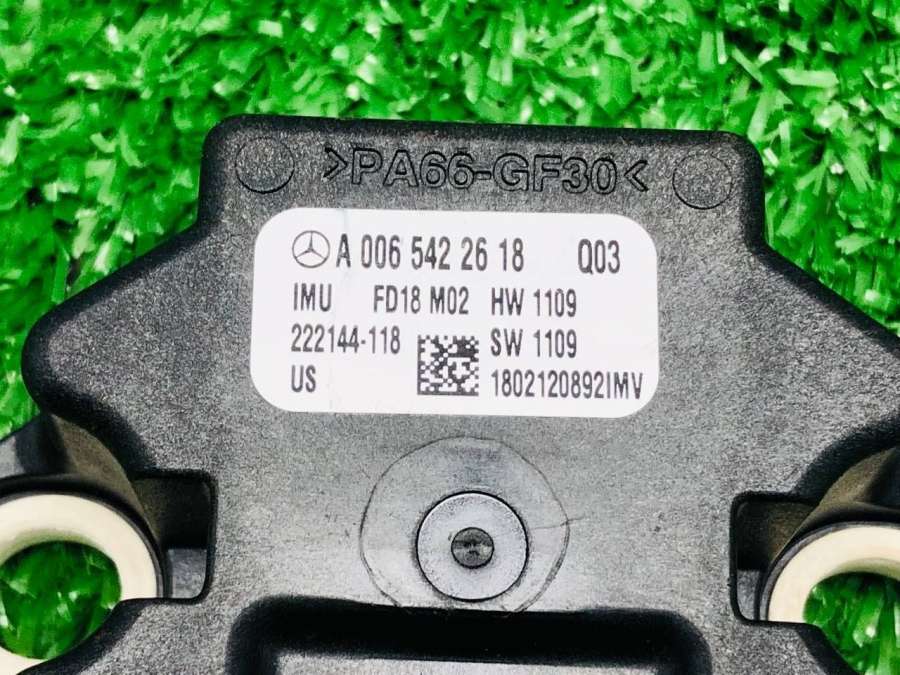 >PA66-GF30<
A 006 542 26 18 Q03
IMU FD18 M02 HW 1109
222144-118 SW 1109
US 1802120892IMV